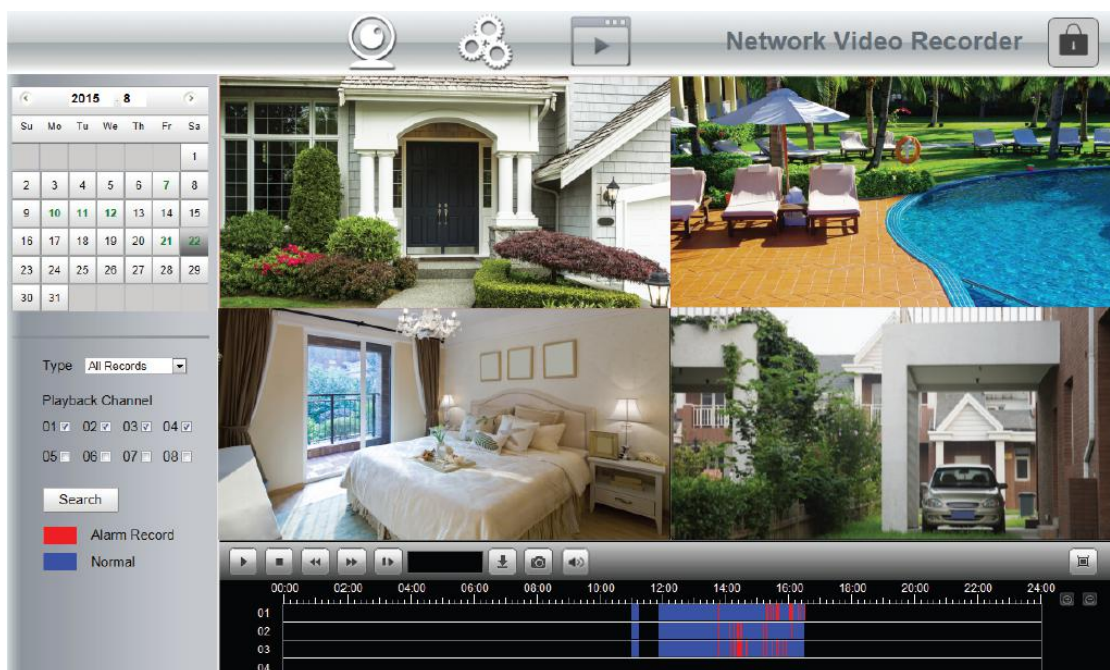 Network Video Recorder
2015 8
Su Mo Tu We Th Fr Sa
1
2 3 4 5 6 7 8
9 10 11 12 13 14 15
16 17 18 19 20 21 22
23 24 25 26 27 28 29
30 31
Type All Records
Playback Channel
01 02 03 04
05 06 07 08
Search
Alarm Record
Normal
00:00 02:00 04:00 06:00 08:00 10:00 12:00 14:00 16:00 18:00 20:00 22:00 24:00
01
02
03
04